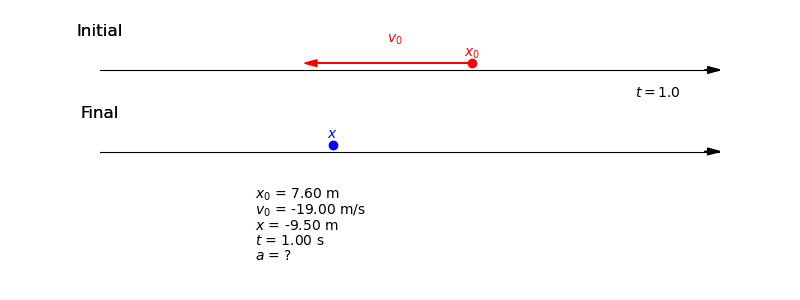 Initial
v₀
x₀
t = 1.0
Final
x
x₀ = 7.60 m
v₀ = -19.00 m/s
x = -9.50 m
t = 1.00 s
a = ?